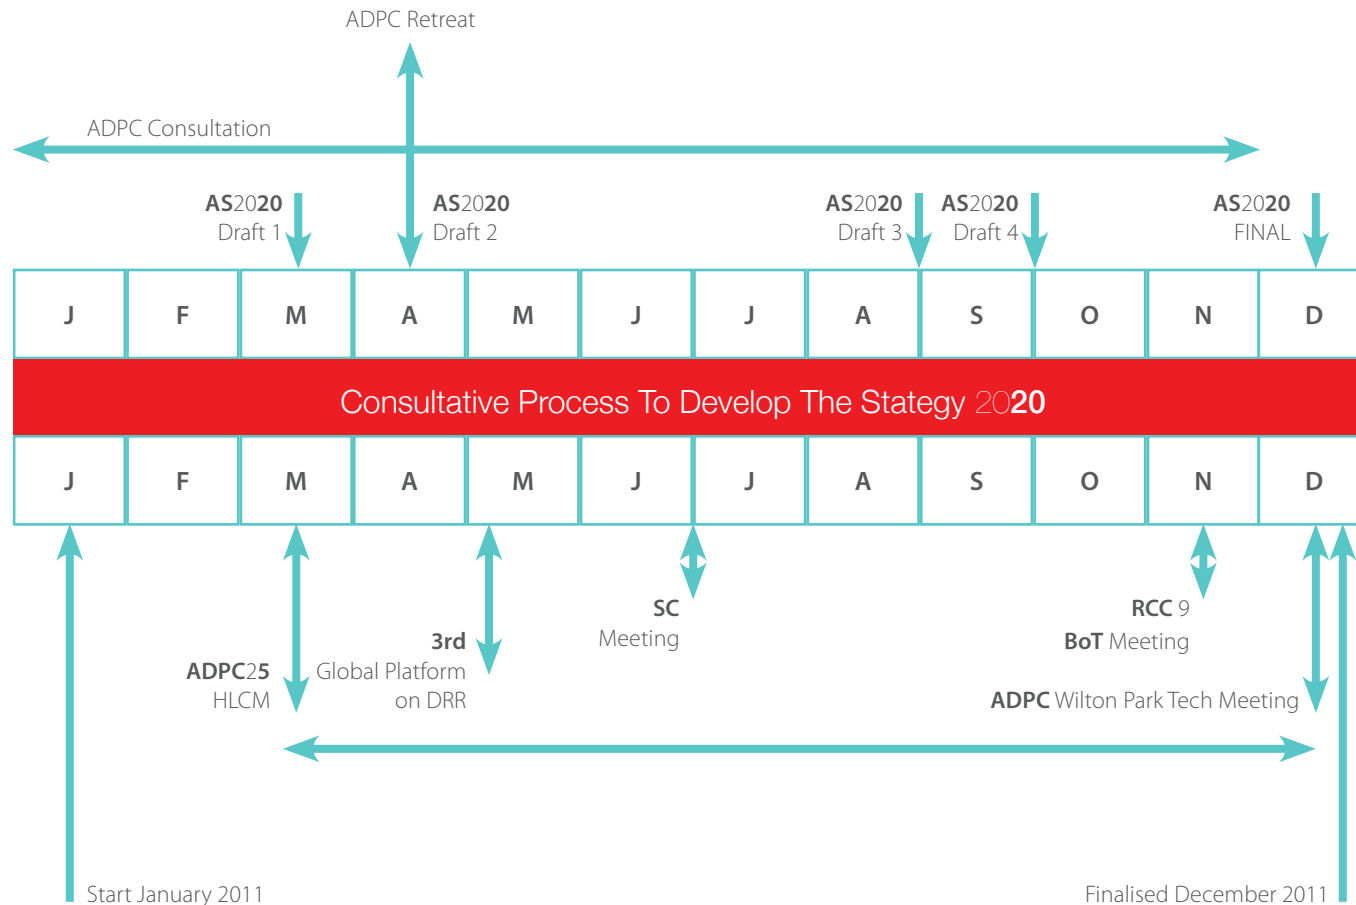 ADPC Retreat
ADPC Consultation
AS2020
Draft 1
AS2020
Draft 2
AS2020
Draft 3
AS2020
Draft 4
AS2020
FINAL
J F M A M J J A S O N D
Consultative Process To Develop The Stategy 2020
J F M A M J J A S O N D
ADPC25
HLCM
3rd
Global Platform
on DRR
SC
Meeting
RCC 9
BoT Meeting
ADPC Wilton Park Tech Meeting
Start January 2011
Finalised December 2011